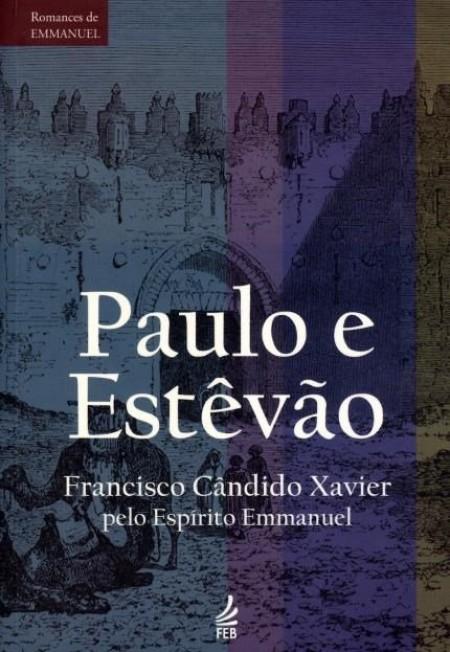 Romances de
EMMANUEL
Paulo e
Estêvão
Francisco Cândido Xavier
pelo Espírito Emmanuel
FEB